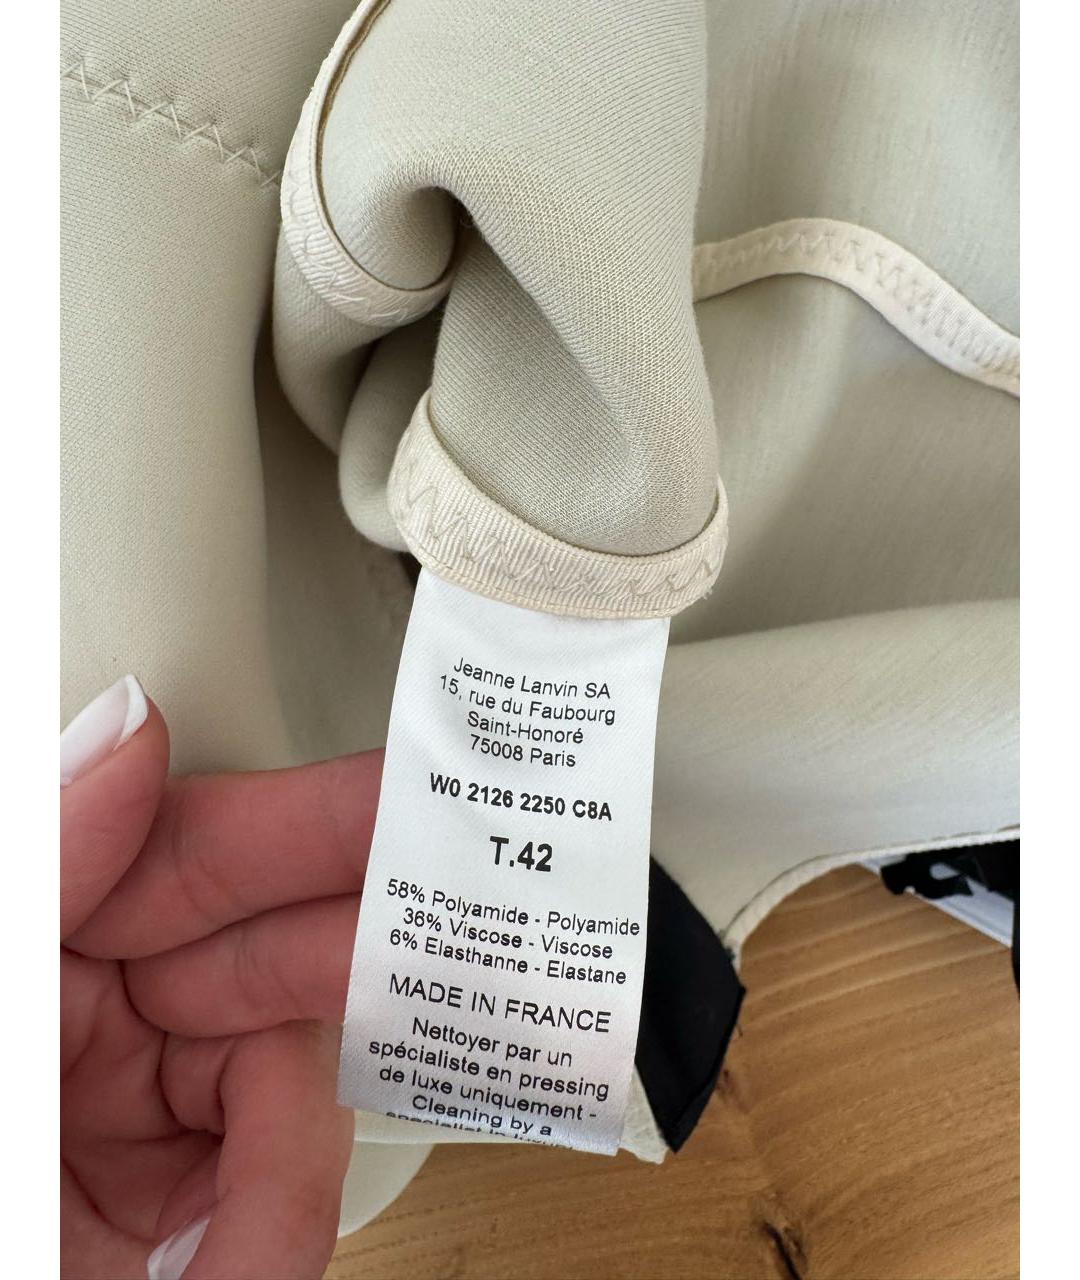 Jeanne Lanvin SA
15, rue du Faubourg
Saint-Honoré
75008 Paris
W0 2126 2250 C8A
T.42
58% Polyamide - Polyamide
36% Viscose - Viscose
6% Elasthanne - Elastane
MADE IN FRANCE
Nettoyer par un
spécialiste en pressing
de luxe uniquement -
Cleaning by a
specialist in